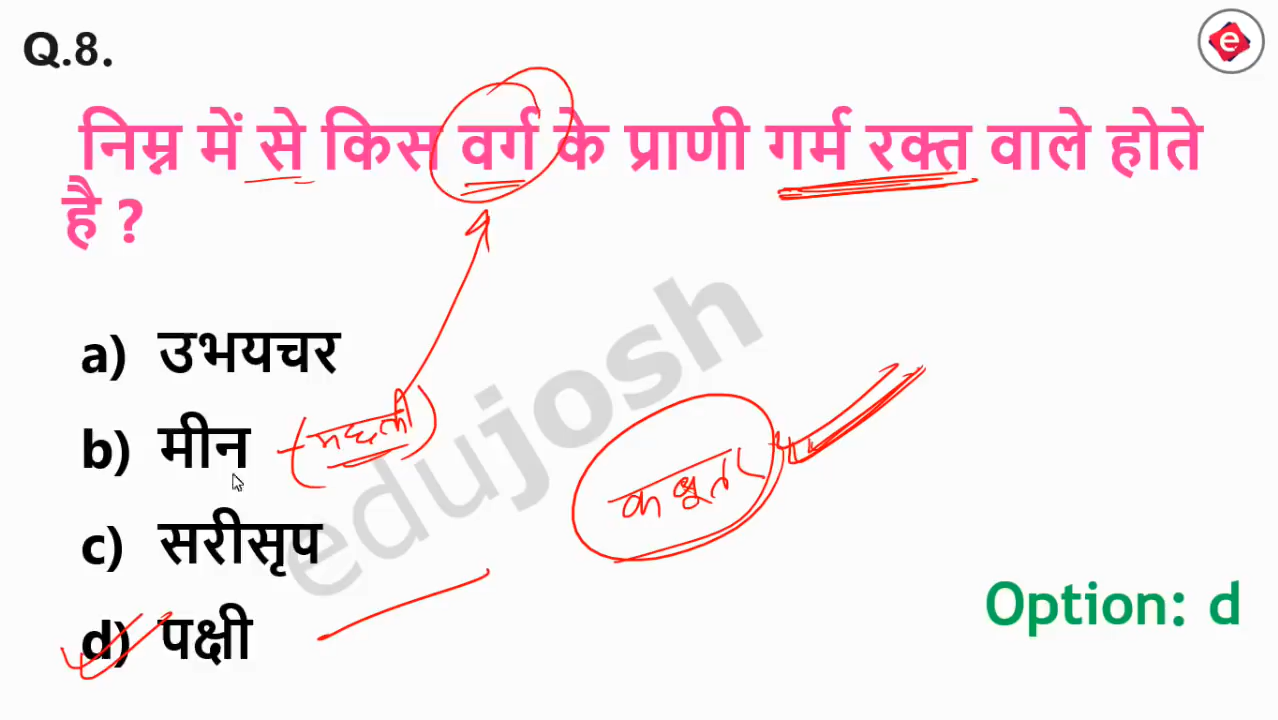 Q.8.
निम्न में से किस वर्ग के प्राणी गर्म रक्त वाले होते
है ?
a) उभयचर
b) मीन (मछली)
c) सरीसृप
कबूतर
d) पक्षी
Option: d
edujosh
e